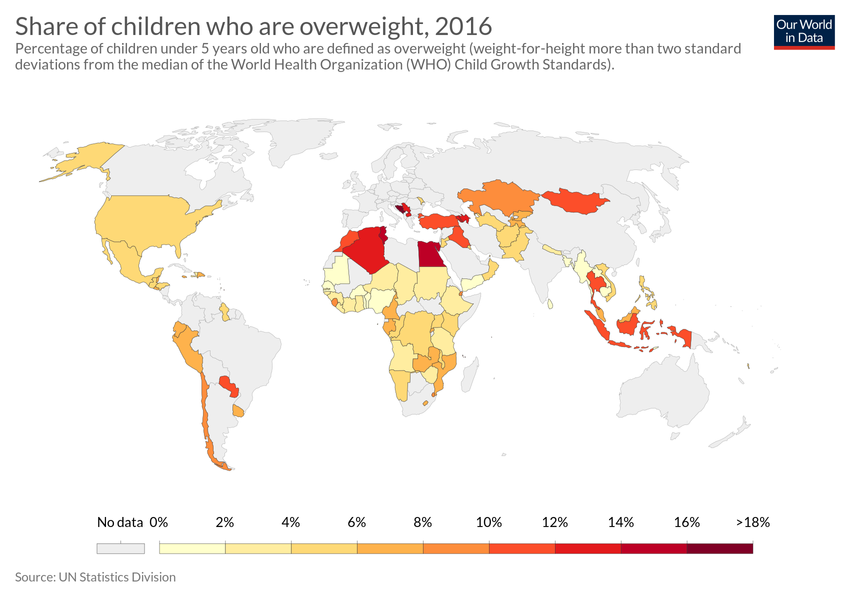 Share of children who are overweight, 2016
Our World
in Data
Percentage of children under 5 years old who are defined as overweight (weight-for-height more than two standard
deviations from the median of the World Health Organization (WHO) Child Growth Standards).
No data 0% 2% 4% 6% 8% 10% 12% 14% 16% >18%
Source: UN Statistics Division